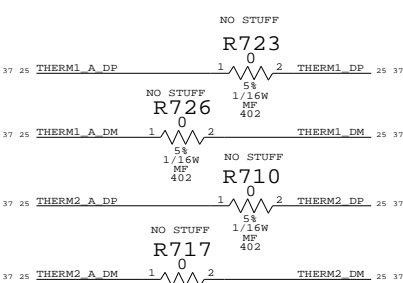 NO STUFF
R723
0
37 25 THERM1_A_DP 1 2 THERM1_DP 25 37
5%
1/16W
MF
402
NO STUFF
R726
0
37 25 THERM1_A_DM 1 2 THERM1_DM 25 37
5%
1/16W
MF
402
NO STUFF
R710
0
37 25 THERM2_A_DP 1 2 THERM2_DP 25 37
5%
1/16W
MF
402
NO STUFF
R717
0
37 25 THERM2_A_DM 1 2 THERM2_DM 25 37